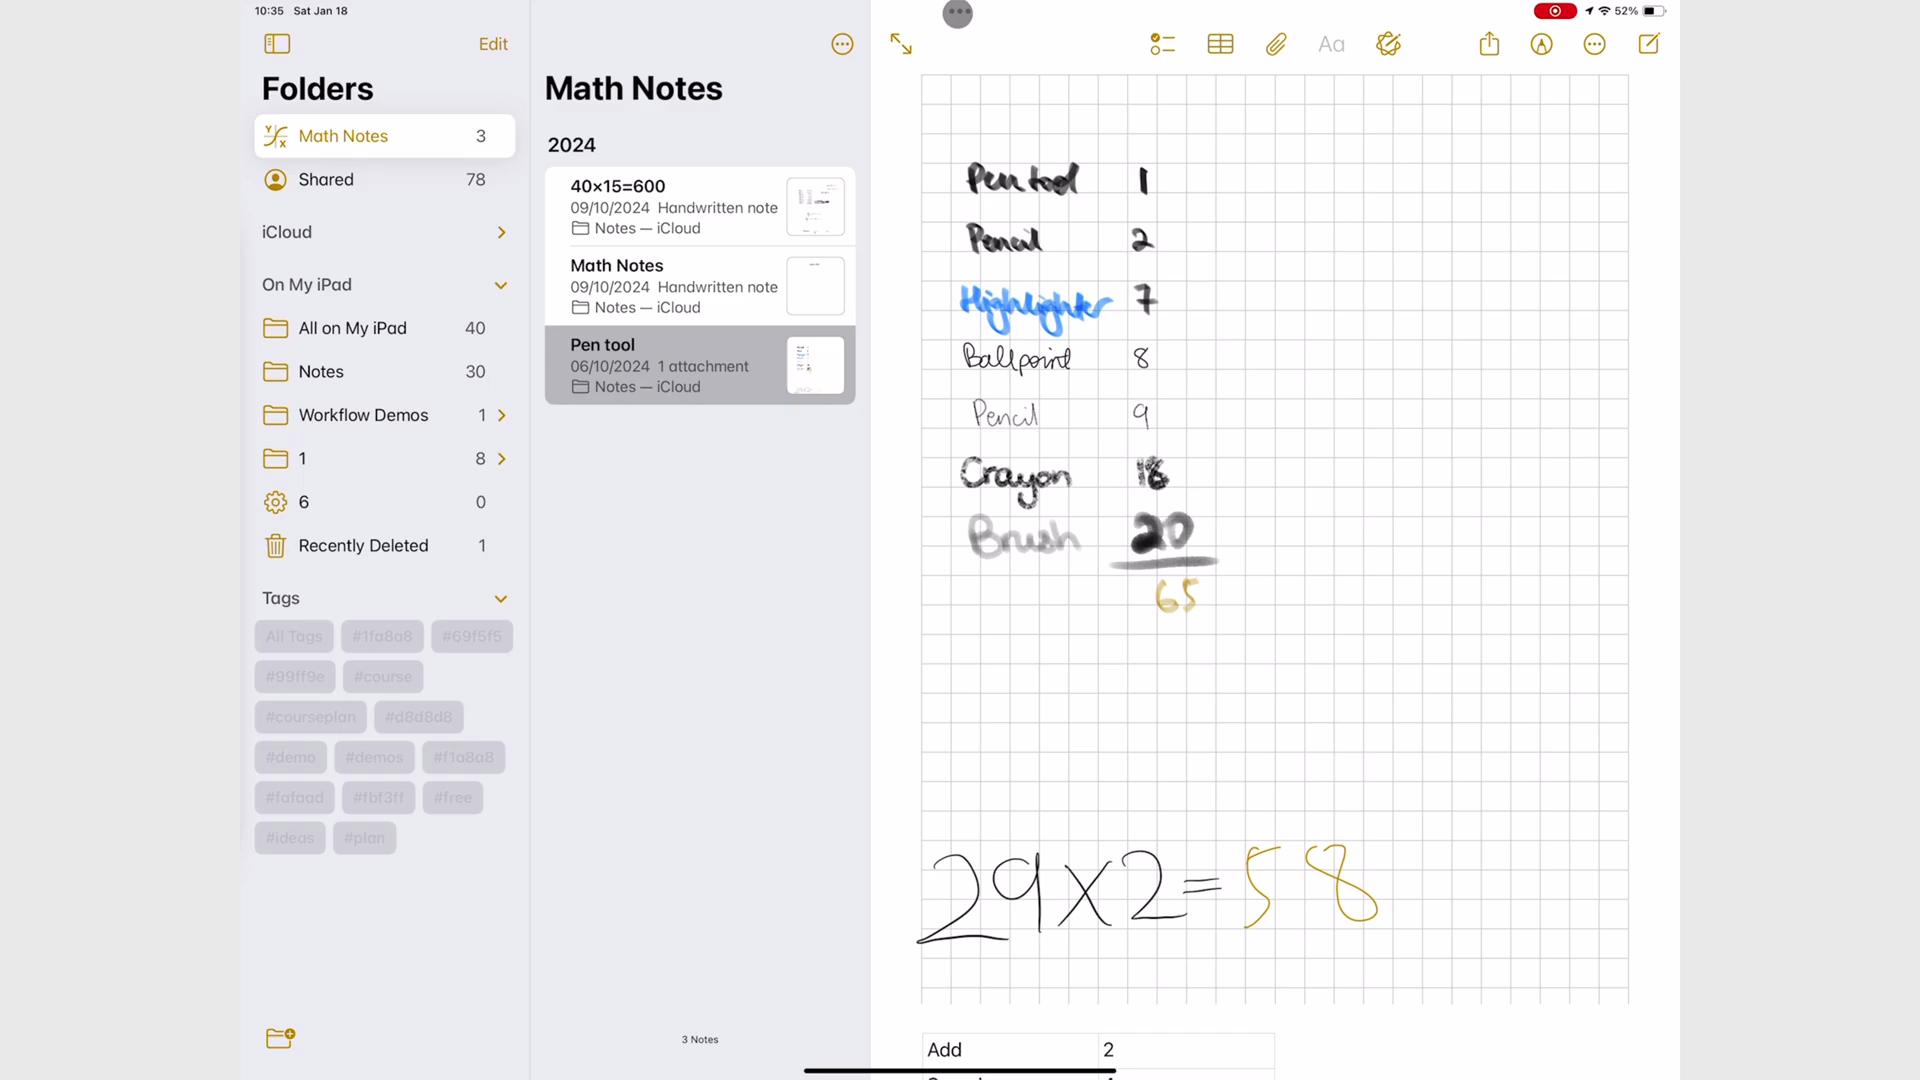 10:35 Sat Jan 18
52%
Edit
Folders
Math Notes 3
Shared 78
iCloud
On My iPad
All on My iPad 40
Notes 30
Workflow Demos 1
1 8
6 0
Recently Deleted 1
Tags
All Tags #1fa8a8 #69f5f5
#99ff9e #course
#courseplan #d8d8d8
#demo #demos #f1a8a8
#fafaad #fbf3ff #free
#ideas #plan
Math Notes
2024
40×15=600
09/10/2024 Handwritten note
Notes — iCloud
Math Notes
09/10/2024 Handwritten note
Notes — iCloud
Pen tool
06/10/2024 1 attachment
Notes — iCloud
3 Notes
Aa
Pen tool 1
Pencil 2
Highlighter 7
Ballpoint 8
Pencil 9
Crayon 18
Brush 20
65
29x2=58
Add 2